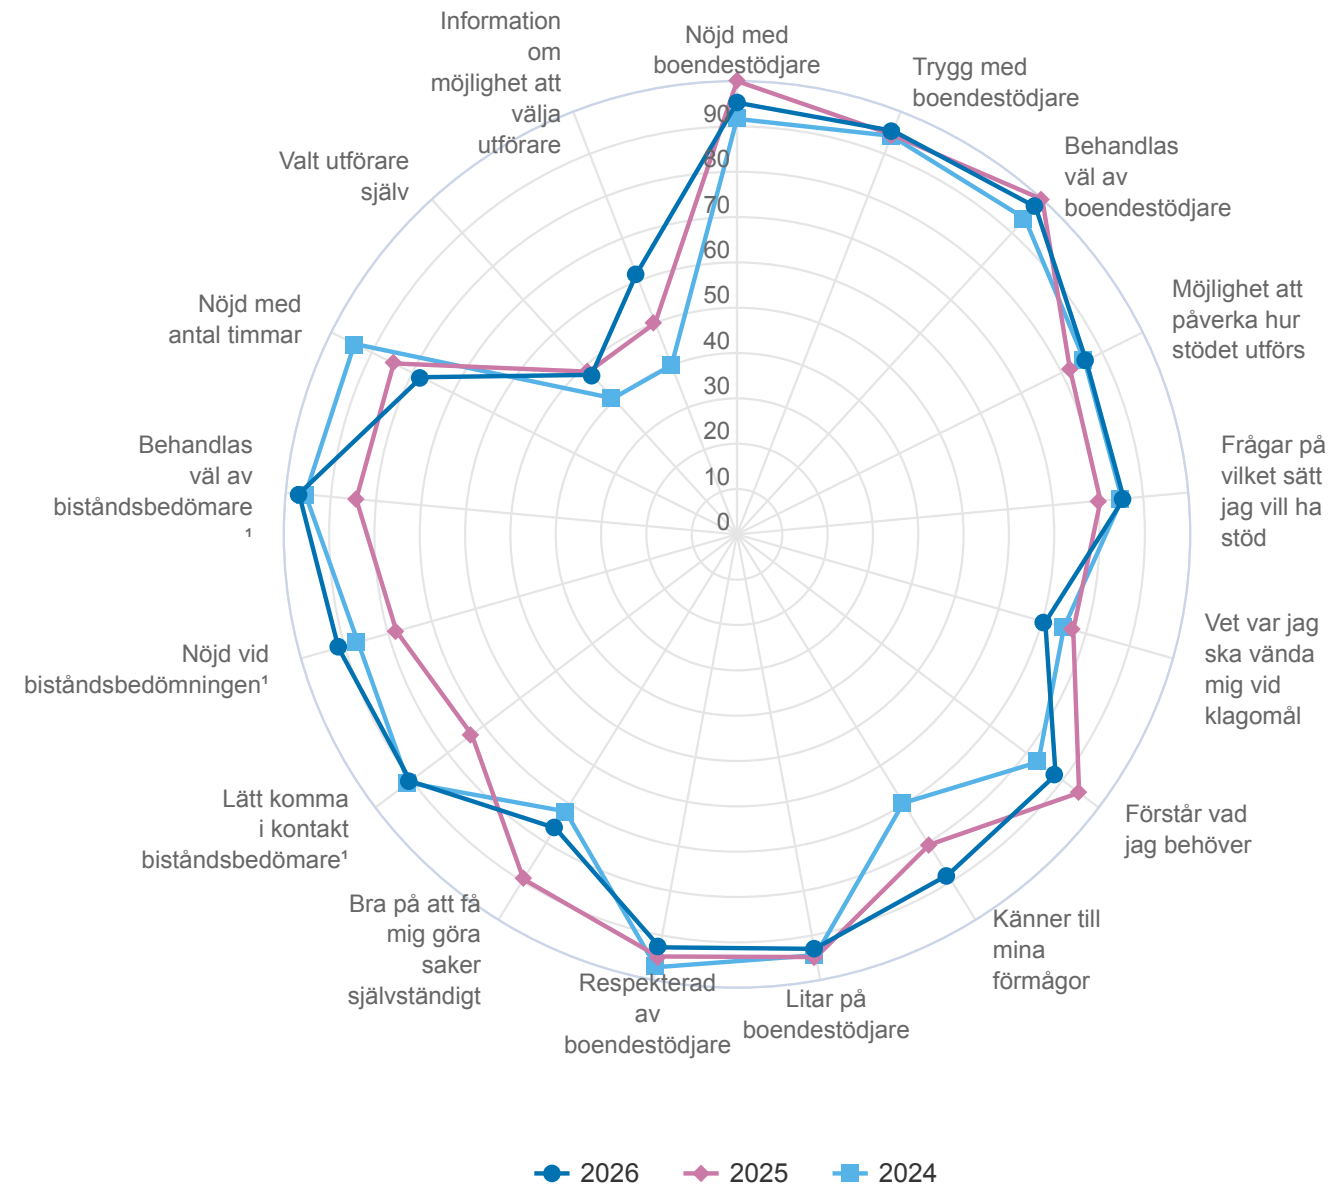 Nöjd med
boendestödjare
Trygg med
boendestödjare
Behandlas
väl av
boendestödjare
Möjlighet att
påverka hur
stödet utförs
Frågar på
vilket sätt
jag vill ha
stöd
Vet var jag
ska vända
mig vid
klagomål
Förstår vad
jag behöver
Känner till
mina
förmågor
Litar på
boendestödjare
Respekterad
av
boendestödjare
Bra på att få
mig göra
saker
självständigt
Lätt komma
i kontakt
biståndsbedömare¹
Nöjd vid
biståndsbedömningen¹
Behandlas
väl av
biståndsbedömare
¹
Nöjd med
antal timmar
Valt utförare
själv
Information
om
möjlighet att
välja
utförare
90
80
70
60
50
40
30
20
10
0
2026
2025
2024